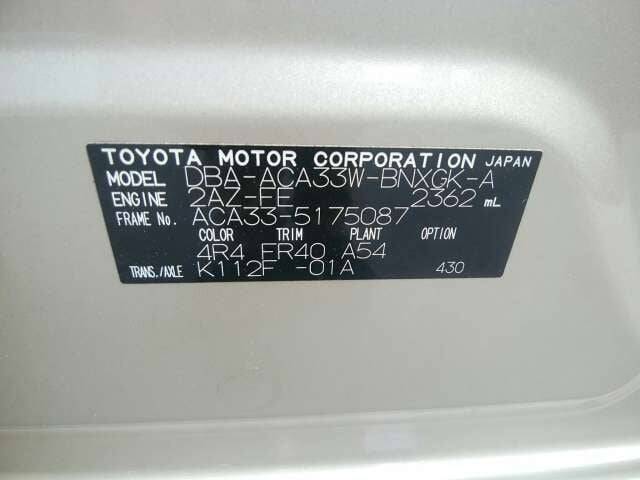 TOYOTA MOTOR CORPORATION JAPAN
MODEL DBA-ACA33W-BNXGK-A
ENGINE 2AZ-FE 2362 mL
FRAME NO. ACA33-5175087
COLOR TRIM PLANT OPTION
4R4 FR40 A54
TRANS./AXLE K112F -01A 430